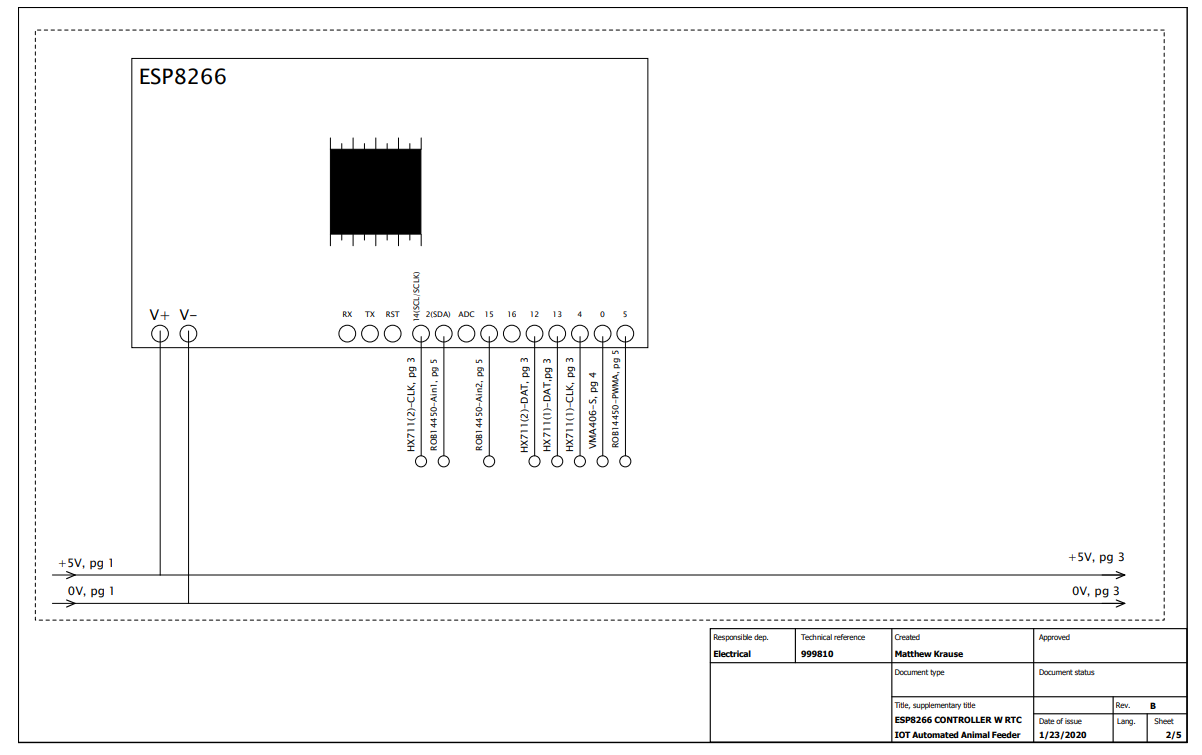 ESP8266
V+ V-
RX TX RST 14(SCL/SCLK) 2(SDA) ADC 15 16 12 13 4 0 5
HX711(2)-CLK, pg 3
ROB14450-Ain1, pg 5
ROB14450-Ain2, pg 5
HX711(2)-DAT, pg 3
HX711(1)-DAT,pg 3
HX711(1)-CLK, pg 3
VMA406-S, pg 4
ROB14450-PWMA, pg 5
+5V, pg 1
+5V, pg 3
0V, pg 1
0V, pg 3
Responsible dep.
Electrical
Technical reference
999810
Created
Matthew Krause
Approved
Document type
Document status
Title, supplementary title
ESP8266 CONTROLLER W RTC
IOT Automated Animal Feeder
Rev. B
Date of issue
1/23/2020
Lang.
Sheet
2/5